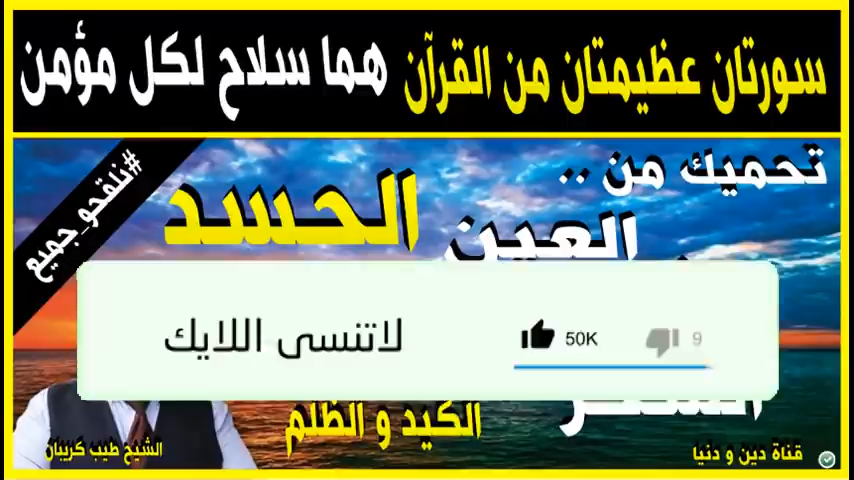 سورتان عظيمتان من القرآن هما سلاح لكل مؤمن
#نلقحو_جميع
تحميك من ..
العين
الحسد
لاتنسى اللايك
50K
9
الكيد و الظلم
الشيخ طيب كريبان
قناة دين و دنيا